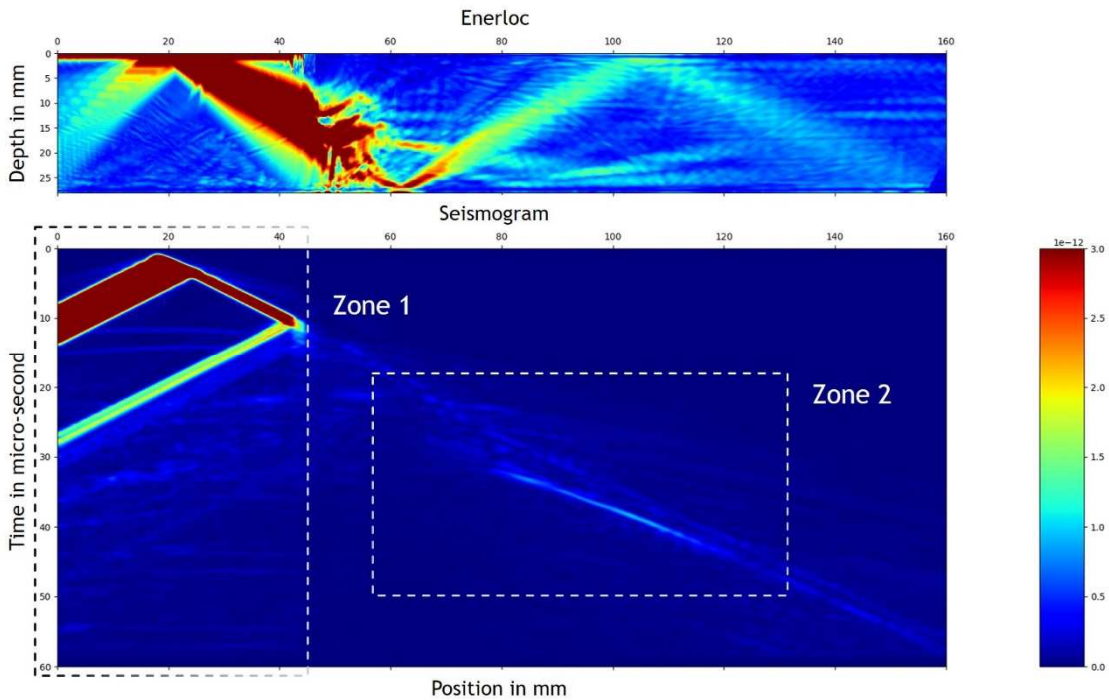 Enerloc
0 20 40 60 80 100 120 140 160
Depth in mm
0
5
10
15
20
25
Seismogram
0 20 40 60 80 100 120 140 160
Time in micro-second
0
10
20
30
40
50
60
Zone 1
Zone 2
Position in mm
1e-12
3.0
2.5
2.0
1.5
1.0
0.5
0.0